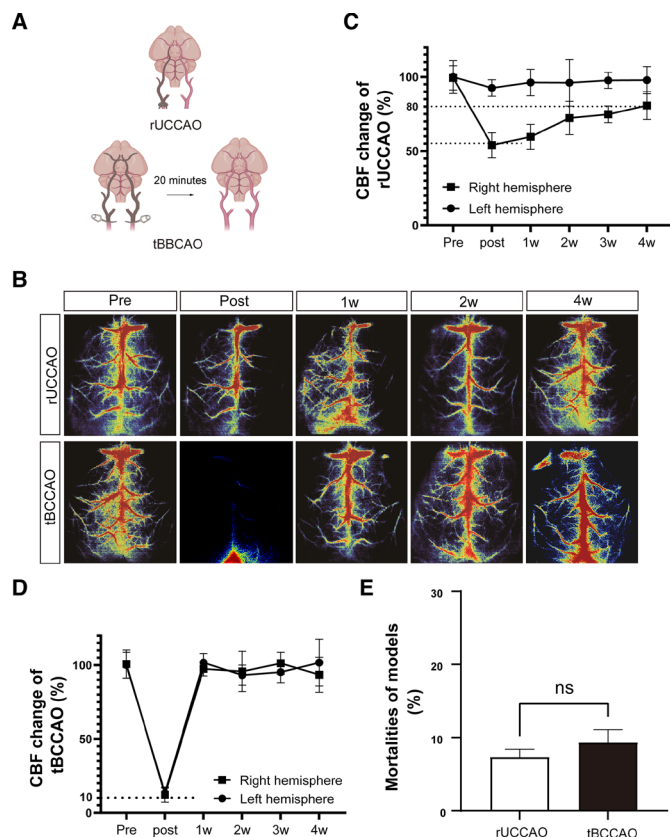 A
rUCCAO
20 minutes
tBBCAO
C
CBF change of
rUCCAO (%)
100
80
50
0
Right hemisphere
Left hemisphere
Pre post 1w 2w 3w 4w
B
Pre Post 1w 2w 4w
rUCCAO
tBCCAO
D
CBF change of
tBCCAO (%)
100
50
10
0
Right hemisphere
Left hemisphere
Pre post 1w 2w 3w 4w
E
Mortalities of models
(%)
30
20
10
0
ns
rUCCAO tBCCAO